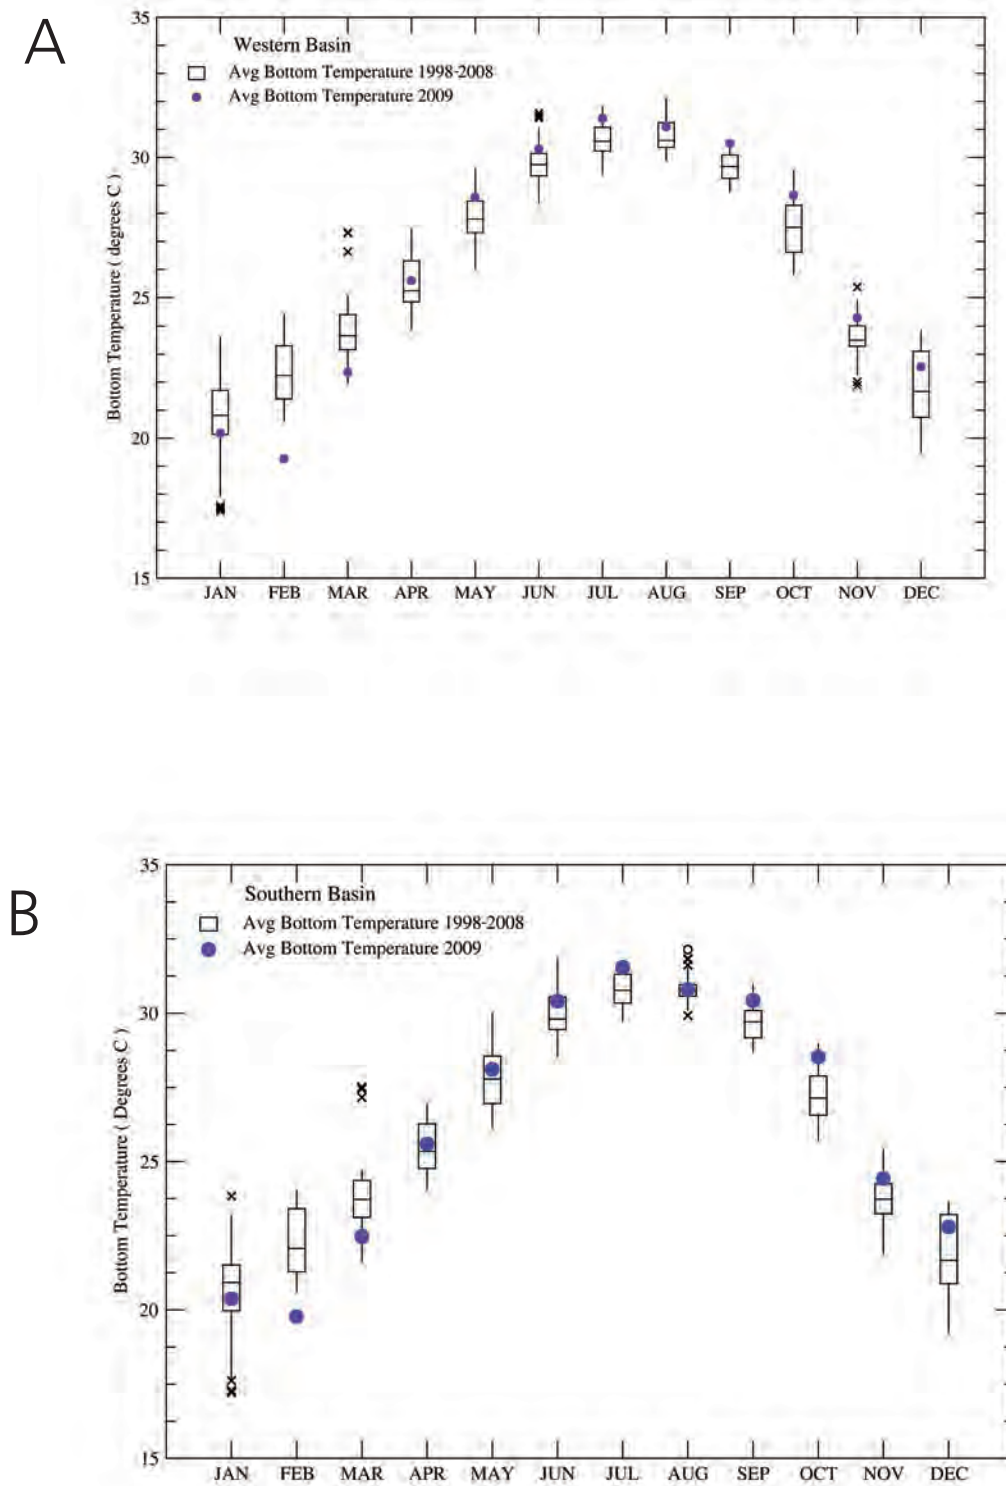 A
Western Basin
Avg Bottom Temperature 1998-2008
Avg Bottom Temperature 2009
Bottom Temperature ( degrees C )
35
30
25
20
15
JAN FEB MAR APR MAY JUN JUL AUG SEP OCT NOV DEC
B
Southern Basin
Avg Bottom Temperature 1998-2008
Avg Bottom Temperature 2009
Bottom Temperature ( Degrees C )
35
30
25
20
15
JAN FEB MAR APR MAY JUN JUL AUG SEP OCT NOV DEC